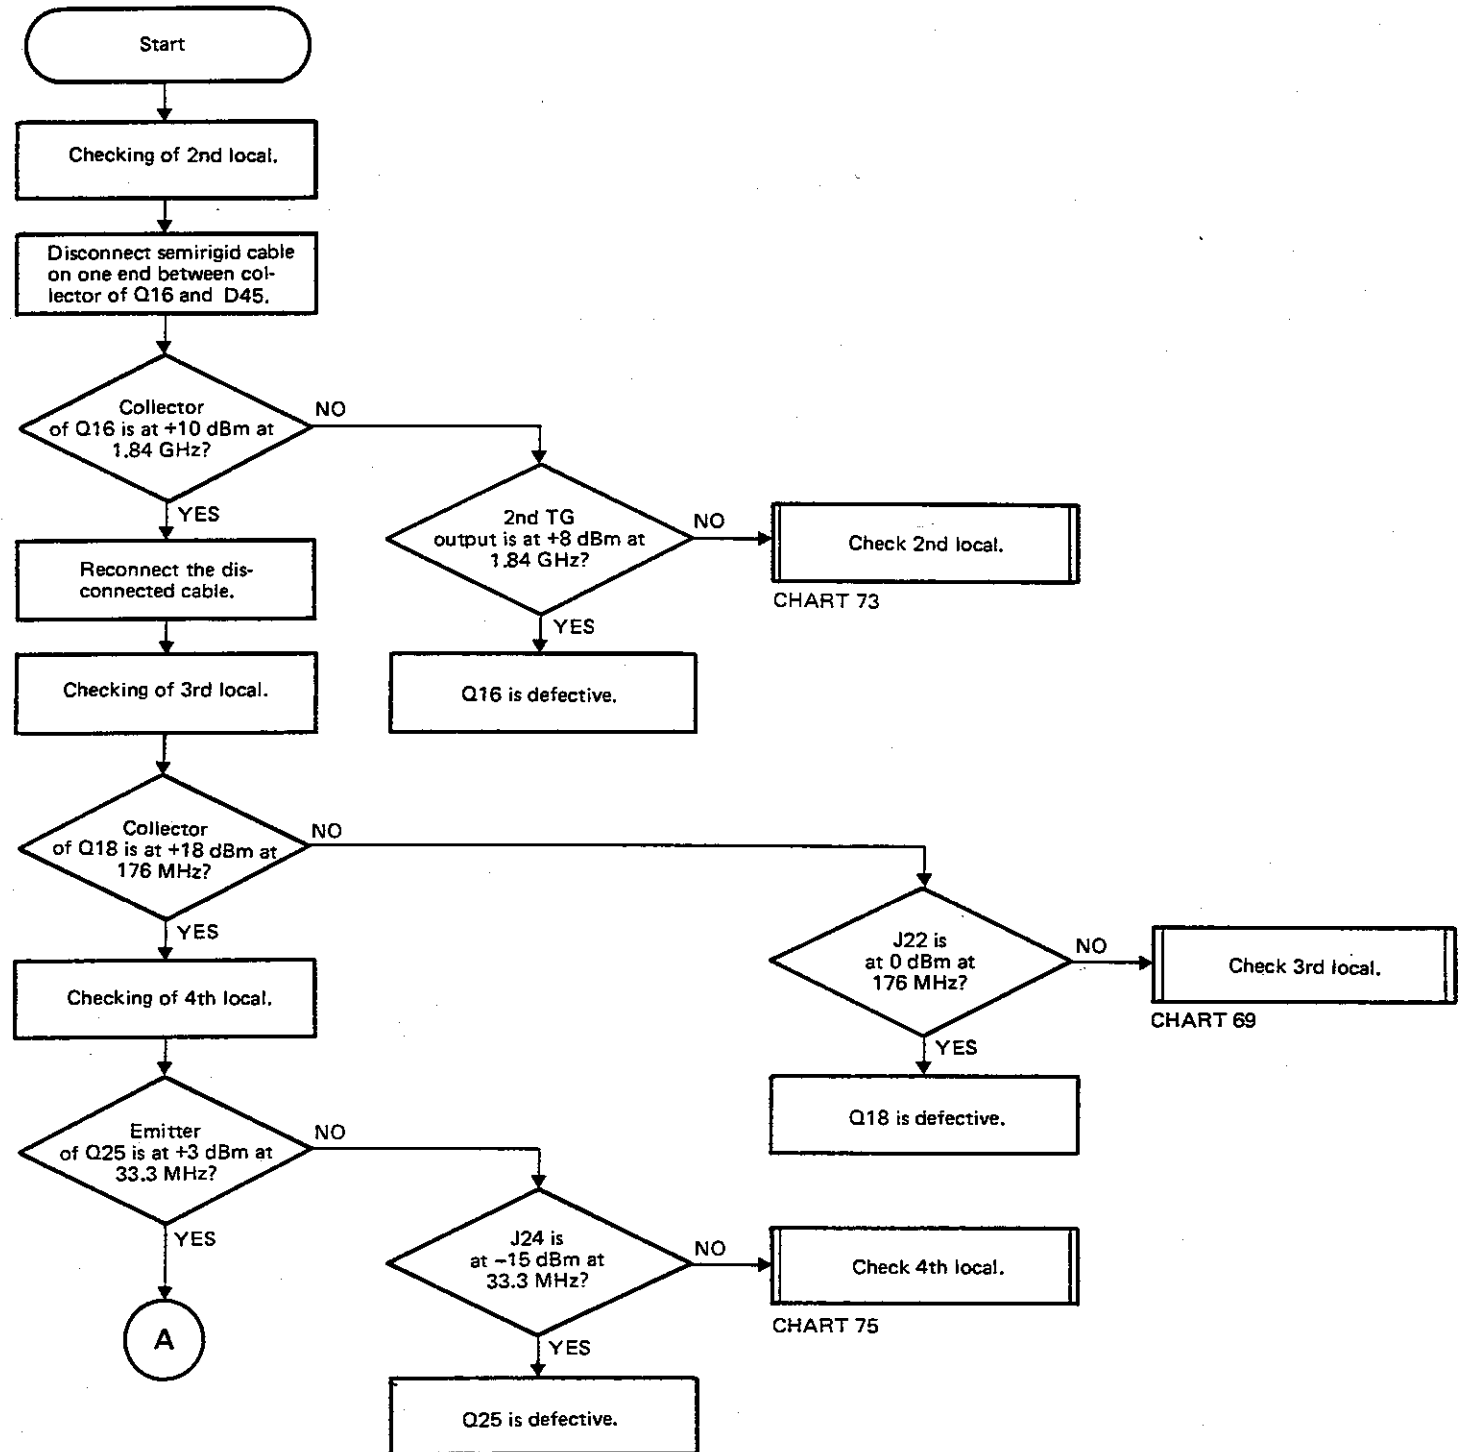 Start
Checking of 2nd local.
Disconnect semirigid cable
on one end between col-
lector of Q16 and D45.
Collector
of Q16 is at +10 dBm at
1.84 GHz?
NO
YES
2nd TG
output is at +8 dBm at
1.84 GHz?
NO
Check 2nd local.
CHART 73
YES
Q16 is defective.
Reconnect the dis-
connected cable.
Checking of 3rd local.
Collector
of Q18 is at +18 dBm at
176 MHz?
NO
YES
J22 is
at 0 dBm at
176 MHz?
NO
Check 3rd local.
CHART 69
YES
Q18 is defective.
Checking of 4th local.
Emitter
of Q25 is at +3 dBm at
33.3 MHz?
NO
YES
J24 is
at −15 dBm at
33.3 MHz?
NO
Check 4th local.
CHART 75
YES
Q25 is defective.
A